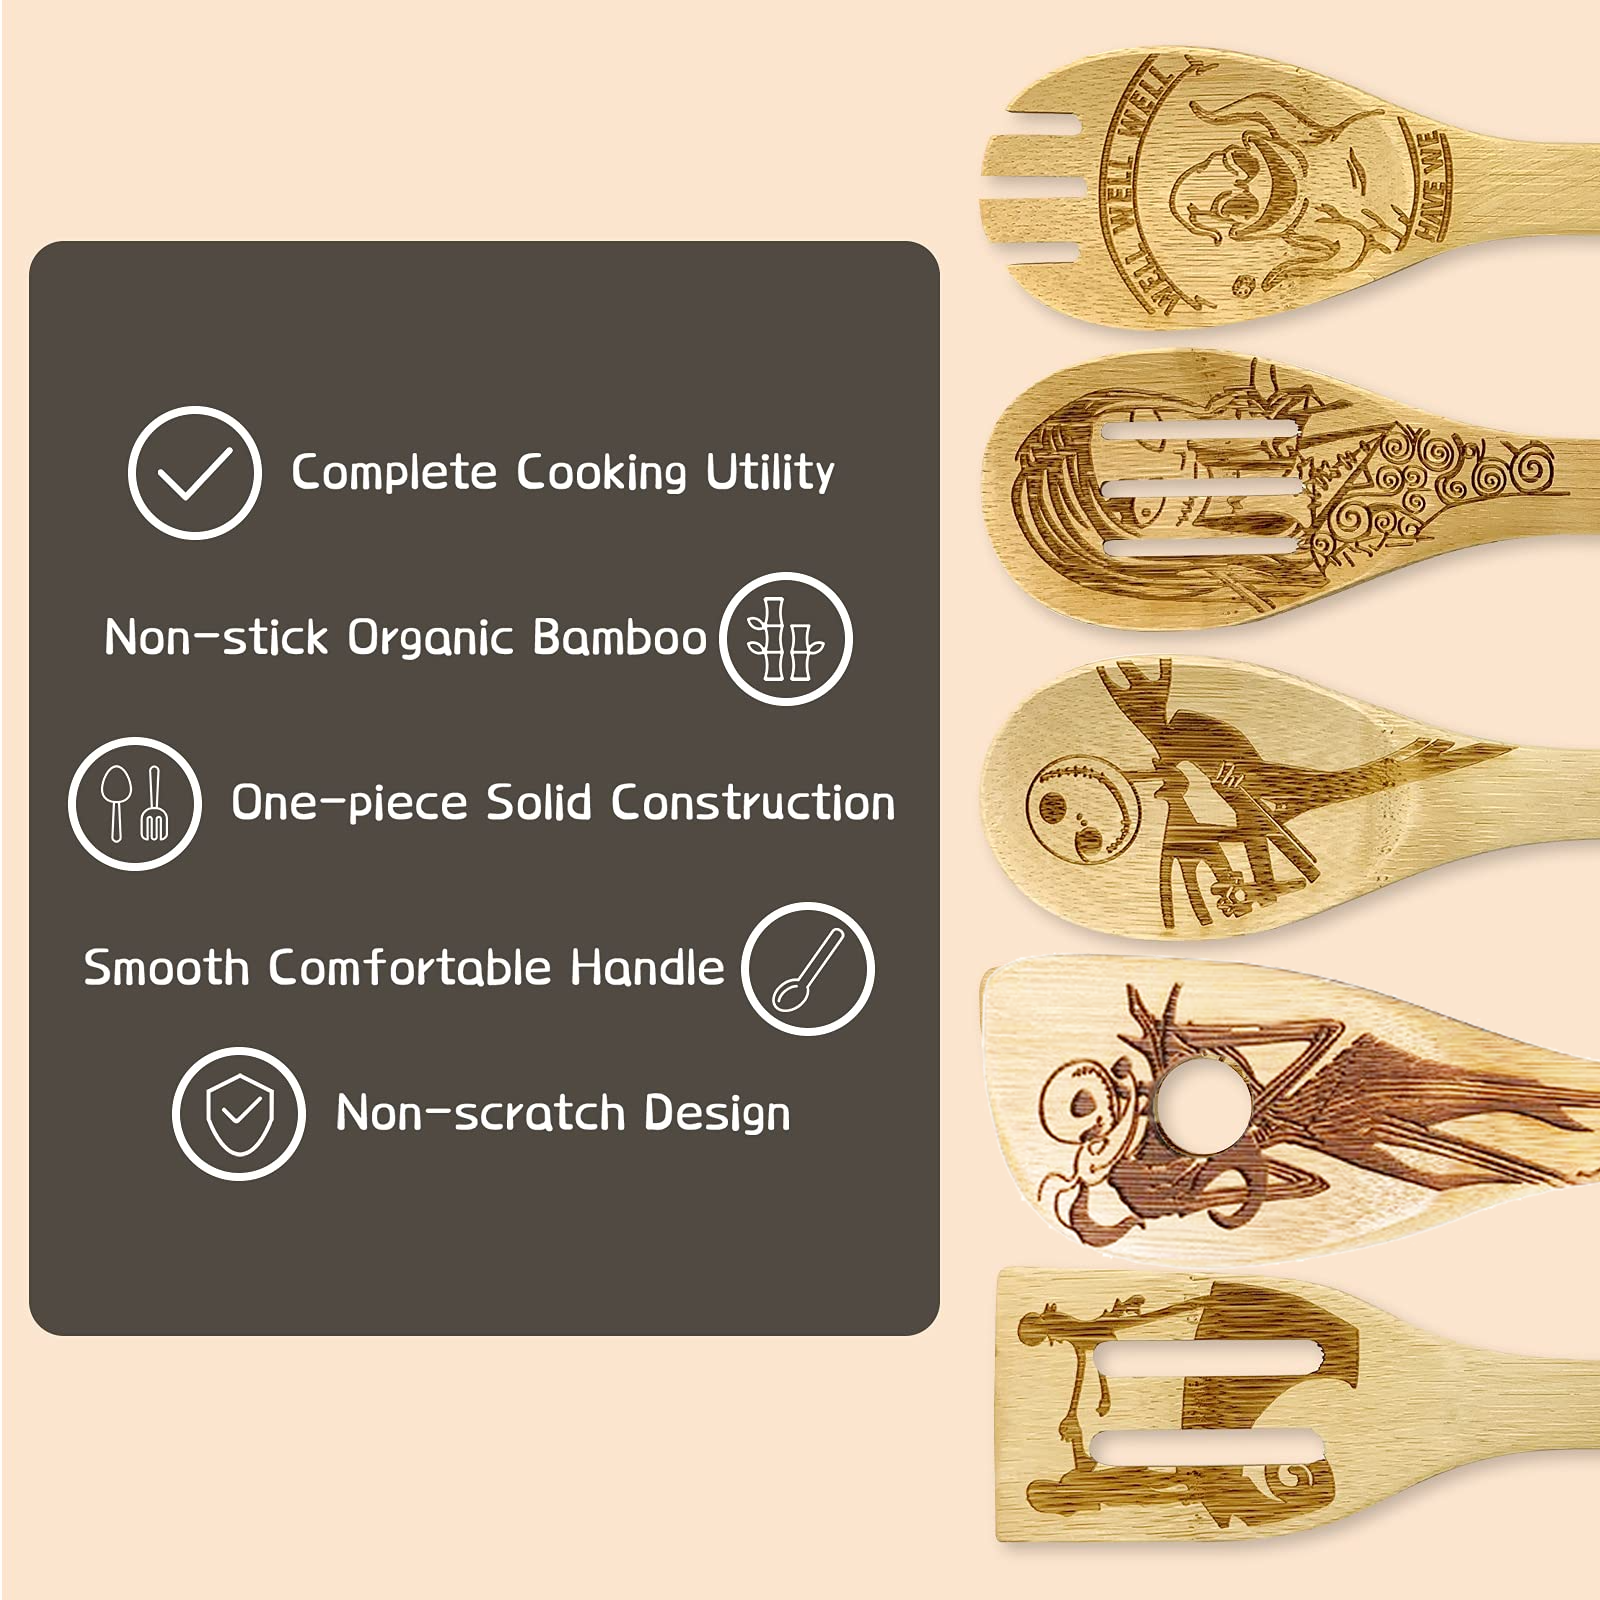 Complete Cooking Utility
Non-stick Organic Bamboo
One-piece Solid Construction
Smooth Comfortable Handle
Non-scratch Design
WELL WELL WELL
HAVE WE